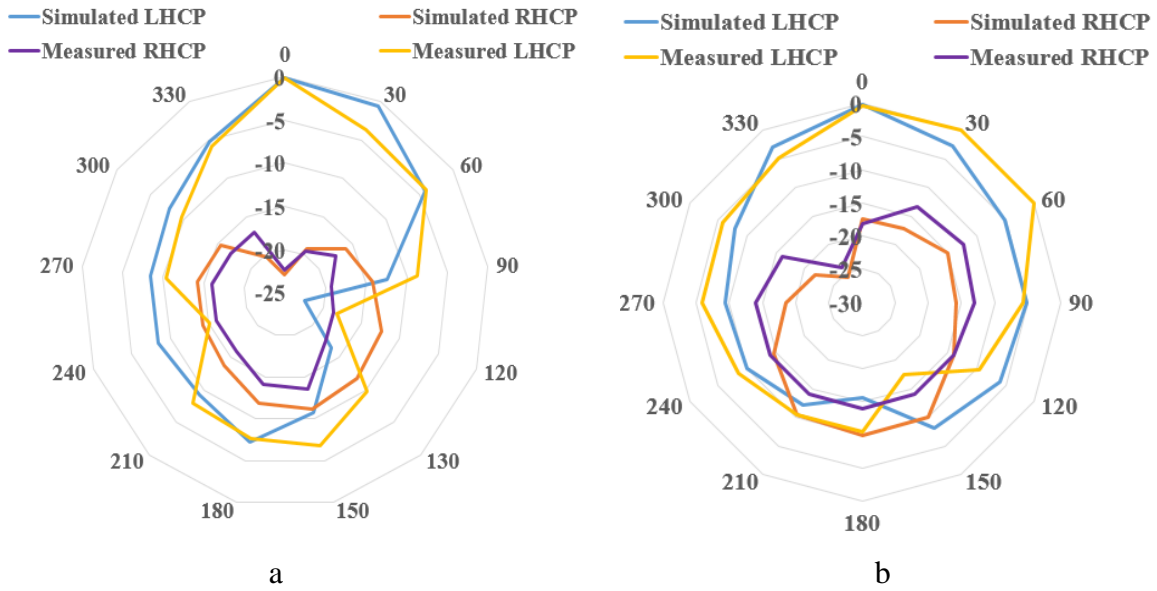 Simulated LHCP Simulated RHCP
Measured RHCP Measured LHCP
0
330 0 30
-5
300 -10 60
-15
-20
270 -25 90
240 120
210 130
180 150
a
Simulated LHCP Simulated RHCP
Measured LHCP Measured RHCP
0
330 0 30
-5
300 -10 60
-15
-20
-25
270 -30 90
240 120
210 150
180
b